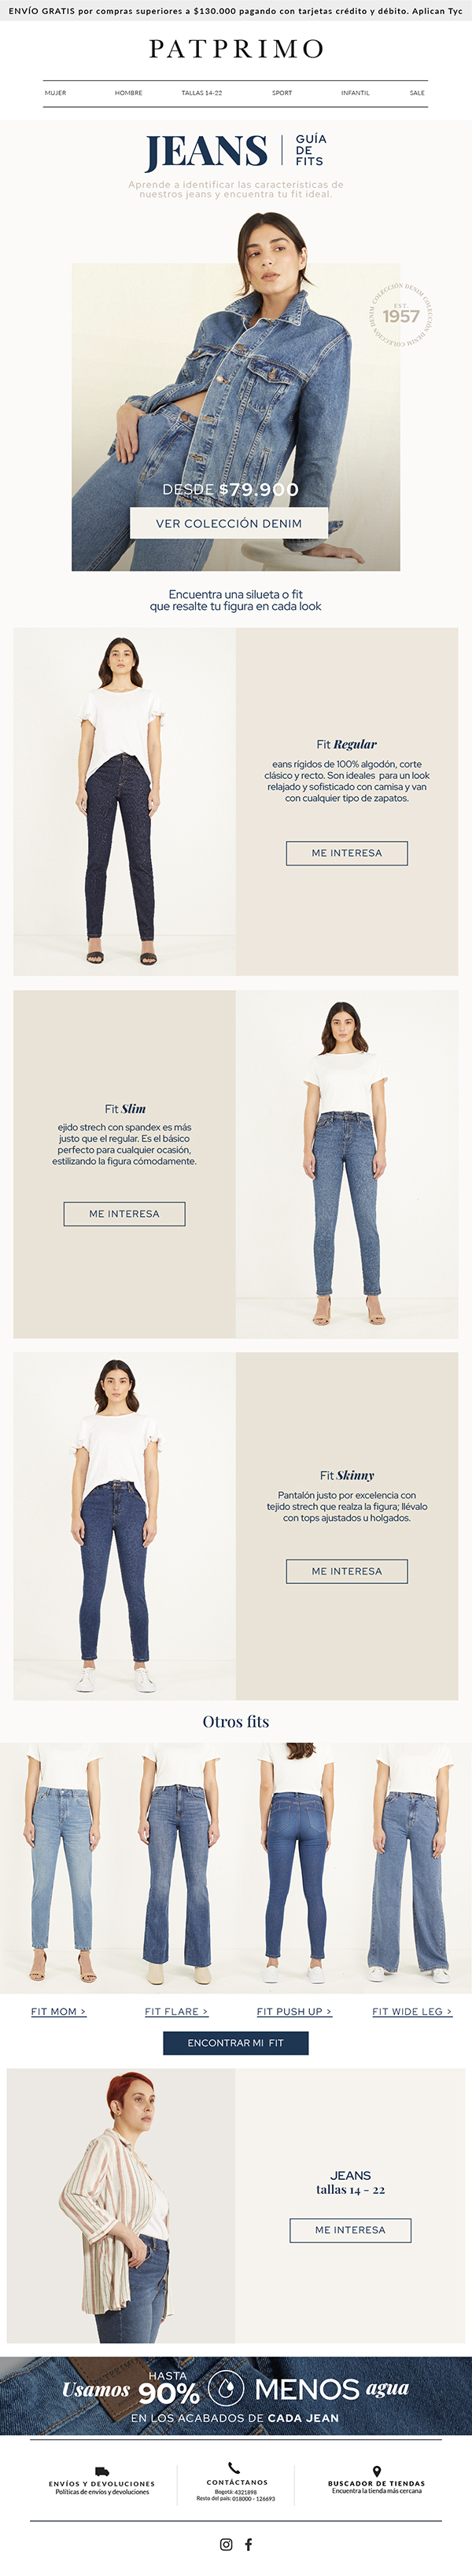 ENVÍO GRATIS por compras superiores a $130.000 pagando con tarjetas crédito y débito. Aplican Tyc
PATPRIMO
MUJER HOMBRE TALLAS 14-22 SPORT INFANTIL SALE
JEANS GUÍA
DE
FITS
Aprende a identificar las características de
nuestros jeans y encuentra tu fit ideal.
COLECCIÓN DENIM COLECCIÓN DENIM COLECCIÓN DENIM
EST.
1957
DESDE $79.900
VER COLECCIÓN DENIM
Encuentra una silueta o fit
que resalte tu figura en cada look
Fit Regular
eans rígidos de 100% algodón, corte
clásico y recto. Son ideales para un look
relajado y sofisticado con camisa y van
con cualquier tipo de zapatos.
ME INTERESA
Fit Slim
ejido strech con spandex es más
justo que el regular. Es el básico
perfecto para cualquier ocasión,
estilizando la figura cómodamente.
ME INTERESA
Fit Skinny
Pantalón justo por excelencia con
tejido strech que realza la figura; llévalo
con tops ajustados u holgados.
ME INTERESA
Otros fits
FIT MOM > FIT FLARE > FIT PUSH UP > FIT WIDE LEG >
ENCONTRAR MI FIT
JEANS
tallas 14 - 22
ME INTERESA
Usamos HASTA 90% MENOS agua
EN LOS ACABADOS DE CADA JEAN
ENVÍOS Y DEVOLUCIONES
Políticas de envíos y devoluciones
CONTÁCTANOS
Bogotá: 4321898
Resto del país: 018000 - 126693
BUSCADOR DE TIENDAS
Encuentra la tienda más cercana